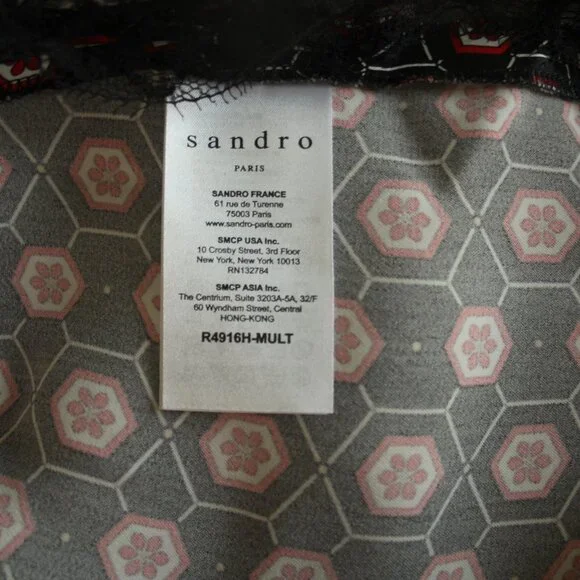 sandro
PARIS
SANDRO FRANCE
61 rue de Turenne
75003 Paris
www.sandro-paris.com
SMCP USA Inc.
10 Crosby Street, 3rd Floor
New York, New York 10013
RN132784
SMCP ASIA Inc.
The Centrium, Suite 3203A-5A, 32/F
60 Wyndham Street, Central
HONG-KONG
R4916H-MULT